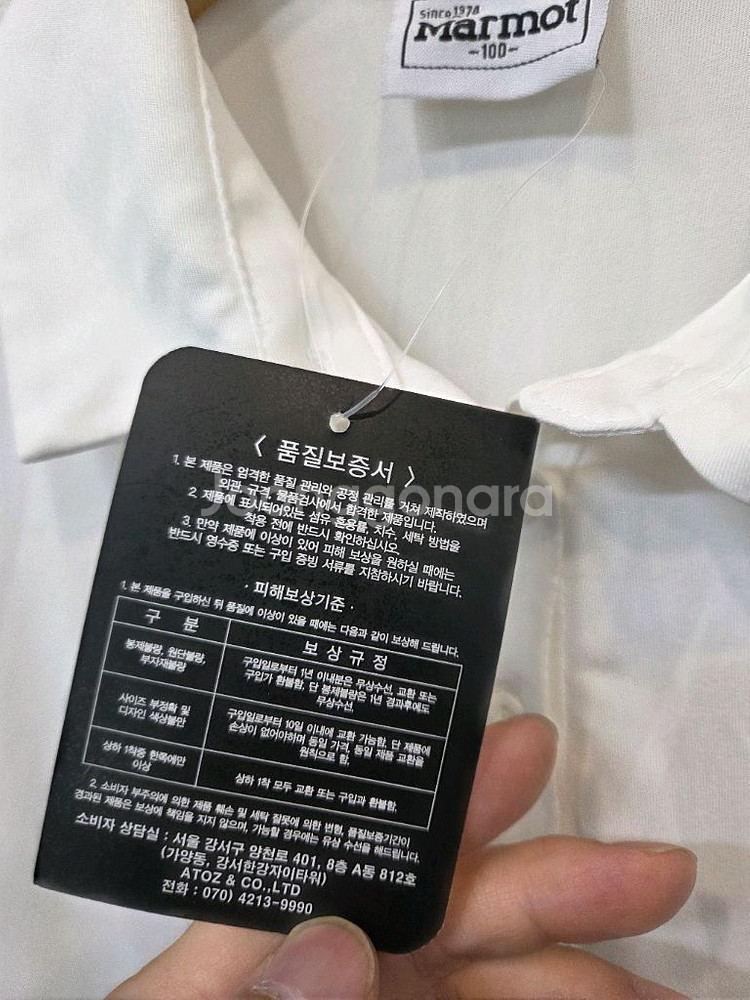 Since 1974
Marmot
-100-
< 품질보증서 >
1. 본 제품은 엄격한 품질 관리와 공정 관리를 거쳐 제작하였으며
외관, 규격, 물품검사에서 합격한 제품입니다.
2. 제품에 표시되어있는 섬유 혼용률, 치수, 세탁 방법을
착용 전에 반드시 확인하십시오.
3. 만약 제품에 이상이 있어 피해 보상을 원하실 때에는
반드시 영수증 또는 구입 증빙 서류를 지참하시기 바랍니다.
· 피해보상기준 ·
1. 본 제품을 구입하신 뒤 품질에 이상이 있을 때에는 다음과 같이 보상해 드립니다.
구 분
보 상 규 정
봉제불량, 원단불량,
부자재불량
구입일로부터 1년 이내분은 무상수선, 교환 또는
구입가 환불함. 단 봉제불량은 1년 경과후에도
무상수선
사이즈 부정확 및
디자인 색상불만
구입일로부터 10일 이내에 교환 가능함, 단 제품에
손상이 없어야하며 동일 가격, 동일 제품 교환을
원칙으로 함.
상하 1착중 한쪽에만
이상
상하 1착 모두 교환 또는 구입과 환불함.
2. 소비자 부주의에 의한 제품 훼손 및 세탁 잘못에 의한 변형, 품질보증기간이
경과된 제품은 보상에 책임을 지지 않으며, 가능할 경우에는 유상 수선을 해드립니다.
소비자 상담실 : 서울 강서구 양천로 401, 8층 A동 812호
(가양동, 강서한강자이타워)
ATOZ & CO.,LTD
전화 : 070) 4213-9990
Joonggonara